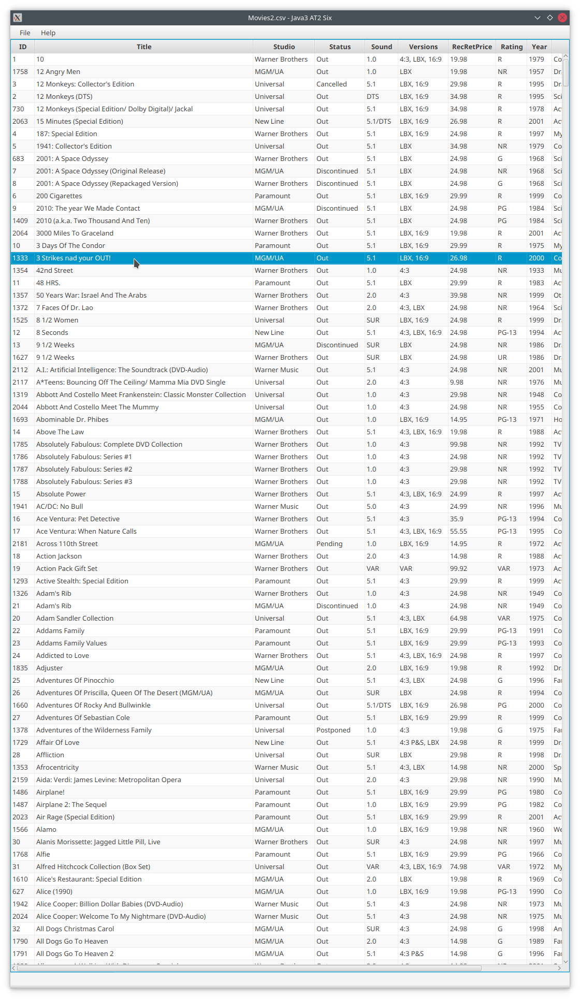 Movies2.csv - Java3 AT2 Six
File Help
ID Title Studio Status Sound Versions RecRetPrice Rating Year
1 10 Warner Brothers Out 1.0 4:3, LBX, 16:9 19.98 R 1979 Co
1758 12 Angry Men MGM/UA Out 1.0 LBX 19.98 NR 1957 Dr
3 12 Monkeys: Collector's Edition Universal Cancelled 5.1 LBX, 16:9 29.98 R 1995 Dr
2 12 Monkeys (DTS) Universal Out DTS LBX, 16:9 34.98 R 1995 Sci
730 12 Monkeys (Special Edition/ Dolby Digital)/ Jackal Universal Out 5.1 LBX, 16:9 34.98 R 1978 Ac
2063 15 Minutes (Special Edition) New Line Out 5.1/DTS LBX, 16:9 26.98 R 2001 Ac
4 187: Special Edition Warner Brothers Out 5.1 LBX, 16:9 24.98 R 1997 My
5 1941: Collector's Edition Universal Out 5.1 LBX 34.98 NR 1979 Co
683 2001: A Space Odyssey Warner Brothers Out 5.1 LBX 24.98 G 1968 Sci
7 2001: A Space Odyssey (Original Release) MGM/UA Discontinued 5.1 LBX 24.98 NR 1968 Sci
8 2001: A Space Odyssey (Repackaged Version) Warner Brothers Discontinued 5.1 LBX 24.98 G 1968 Sci
6 200 Cigarettes Paramount Out 5.1 LBX, 16:9 29.99 R 1999 Co
9 2010: The year We Made Contact MGM/UA Discontinued 5.1 LBX 24.98 PG 1984 Sci
1409 2010 (a.k.a. Two Thousand And Ten) Warner Brothers Out 5.1 LBX 24.98 PG 1984 Sci
2064 3000 Miles To Graceland Warner Brothers Out 5.1 LBX, 16:9 19.98 R 2001 Ac
10 3 Days Of The Condor Paramount Out 5.1 LBX, 16:9 29.99 R 1975 My
1333 3 Strikes nad your OUT! MGM/UA Out 5.1 LBX, 16:9 26.98 R 2000 Co
1354 42nd Street Warner Brothers Out 1.0 4:3 24.98 NR 1933 Mu
11 48 HRS. Paramount Out 5.1 LBX 29.99 R 1983 Ac
1357 50 Years War: Israel And The Arabs Warner Brothers Out 2.0 4:3 39.98 NR 1999 Ot
1372 7 Faces Of Dr. Lao Warner Brothers Out 2.0 4:3, LBX 24.98 NR 1964 Sci
1525 8 1/2 Women Universal Out SUR LBX, 16:9 24.98 R 1999 Dr
12 8 Seconds New Line Out 5.1 4:3, LBX, 16:9 24.98 PG-13 1994 Ac
13 9 1/2 Weeks MGM/UA Discontinued SUR LBX 24.98 NR 1986 Dr
1627 9 1/2 Weeks Warner Brothers Out SUR LBX 24.98 UR 1986 Dr
2112 A.I.: Artificial Intelligence: The Soundtrack (DVD-Audio) Warner Music Out 5.1 4:3 24.98 NR 2001 Mu
2117 A*Teens: Bouncing Off The Ceiling/ Mamma Mia DVD Single Universal Out 2.0 4:3 9.98 NR 1976 Mu
1319 Abbott And Costello Meet Frankenstein: Classic Monster Collection Universal Out 1.0 4:3 29.98 NR 1948 Co
2044 Abbott And Costello Meet The Mummy Universal Out 1.0 4:3 24.98 NR 1955 Co
1693 Abominable Dr. Phibes MGM/UA Out 1.0 LBX, 16:9 14.95 PG-13 1971 Ho
14 Above The Law Warner Brothers Out 5.1 4:3, LBX, 16:9 19.98 R 1988 Ac
1785 Absolutely Fabulous: Complete DVD Collection Warner Brothers Out 1.0 4:3 99.98 NR 1992 TV
1786 Absolutely Fabulous: Series #1 Warner Brothers Out 1.0 4:3 24.98 NR 1992 TV
1787 Absolutely Fabulous: Series #2 Warner Brothers Out 1.0 4:3 29.98 NR 1992 TV
1788 Absolutely Fabulous: Series #3 Warner Brothers Out 1.0 4:3 29.98 NR 1992 TV
15 Absolute Power Warner Brothers Out 5.1 4:3, LBX, 16:9 24.99 R 1997 Ac
1941 AC/DC: No Bull Warner Music Out 5.0 4:3 24.99 NR 1996 Mu
16 Ace Ventura: Pet Detective Warner Brothers Out 5.1 4:3 35.9 PG-13 1994 Co
17 Ace Ventura: When Nature Calls Warner Brothers Out 5.1 4:3, LBX, 16:9 55.55 PG-13 1995 Co
2181 Across 110th Street MGM/UA Pending 1.0 LBX, 16:9 14.95 R 1972 Ac
18 Action Jackson Warner Brothers Out 2.0 4:3 14.98 R 1988 Ac
19 Action Pack Gift Set Warner Brothers Out VAR VAR 99.92 VAR 1973 Ac
1293 Active Stealth: Special Edition Paramount Out 5.1 4:3 29.99 R 1999 Ac
1326 Adam's Rib Warner Brothers Out 1.0 4:3 24.98 NR 1949 Co
21 Adam's Rib MGM/UA Discontinued 1.0 4:3 24.98 NR 1949 Co
20 Adam Sandler Collection Universal Out 5.1 4:3, LBX 64.98 VAR 1975 Co
22 Addams Family Paramount Out 5.1 LBX, 16:9 29.99 PG-13 1991 Co
23 Addams Family Values Paramount Out 5.1 LBX, 16:9 29.99 PG-13 1993 Co
24 Addicted to Love Warner Brothers Out 5.1 4:3, LBX, 16:9 24.98 R 1997 Co
1835 Adjuster MGM/UA Out 2.0 LBX, 16:9 19.98 R 1992 Dr
25 Adventures Of Pinocchio New Line Out 5.1 4:3, LBX 24.98 G 1996 Fa
26 Adventures Of Priscilla, Queen Of The Desert (MGM/UA) MGM/UA Out SUR LBX 24.98 R 1994 Co
1660 Adventures Of Rocky And Bullwinkle Universal Out 5.1/DTS LBX, 16:9 26.98 PG 2000 Co
27 Adventures Of Sebastian Cole Paramount Out 5.1 LBX, 16:9 29.99 R 1999 Co
1378 Adventures of the Wilderness Family Universal Postponed 1.0 4:3 19.98 G 1975 Fa
1729 Affair Of Love New Line Out 5.1 4:3 P&S, LBX 24.98 R 1999 Dr
28 Affliction Universal Out SUR LBX 29.98 R 1998 Dr
1353 Afrocentricity Warner Music Out 5.1 4:3, LBX 14.98 NR 2000 Sp
2159 Aida: Verdi: James Levine: Metropolitan Opera Universal Out 2.0 4:3 29.98 NR 1990 Mu
1486 Airplane! Paramount Out 5.1 LBX, 16:9 29.99 PG 1980 Co
1487 Airplane 2: The Sequel Paramount Out 1.0 LBX, 16:9 29.99 PG 1982 Co
2023 Air Rage (Special Edition) Paramount Out 5.1 LBX, 16:9 29.99 R 2001 Ac
1566 Alamo MGM/UA Out 1.0 LBX, 16:9 19.98 NR 1960 We
30 Alanis Morissette: Jagged Little Pill, Live Warner Brothers Out SUR 4:3 24.98 NR 1997 Mu
1768 Alfie Paramount Out 5.1 LBX, 16:9 29.99 PG 1966 Co
31 Alfred Hitchcock Collection (Box Set) Universal Out VAR 4:3, LBX, 16:9 74.98 VAR 1972 My
1610 Alice's Restaurant: Special Edition MGM/UA Out 2.0 LBX 19.98 R 1969 Co
627 Alice (1990) MGM/UA Out 1.0 LBX, 16:9 19.98 PG-13 1990 Co
1942 Alice Cooper: Billion Dollar Babies (DVD-Audio) Warner Music Out 5.1 4:3 24.98 NR 1973 Mu
2024 Alice Cooper: Welcome To My Nightmare (DVD-Audio) Warner Music Out 5.1 4:3 24.98 NR 1975 Mu
32 All Dogs Christmas Carol MGM/UA Out SUR 4:3 24.98 G 1998 An
1790 All Dogs Go To Heaven MGM/UA Out 2.0 4:3 14.98 G 1989 Fa
1791 All Dogs Go To Heaven 2 MGM/UA Out 5.1 4:3 P&S 14.98 G 1996 Fa